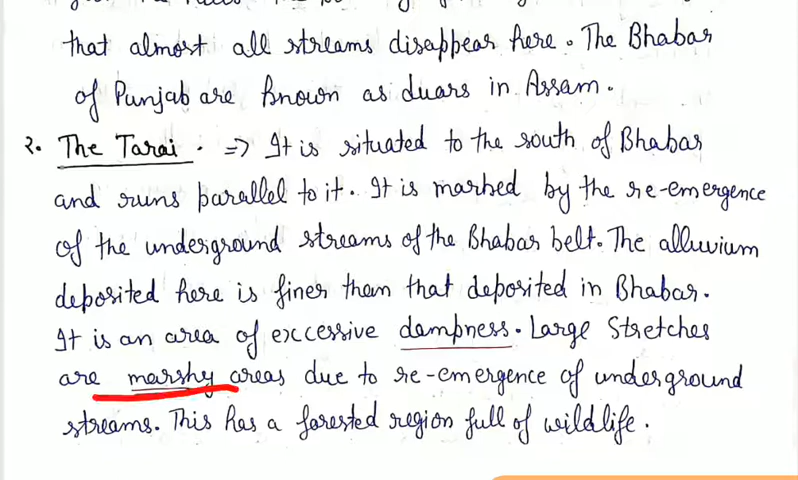 that almost all streams disappear here. The Bhabar
of Punjab are known as duars in Assam.
२. The Tarai. => It is situated to the south of Bhabar
and runs parallel to it. It is marked by the re-emergence
of the underground streams of the Bhabar belt. The alluvium
deposited here is finer than that deposited in Bhabar.
It is an area of excessive dampness. Large Stretches
are marshy areas due to re-emergence of underground
streams. This has a forested region full of wildlife.